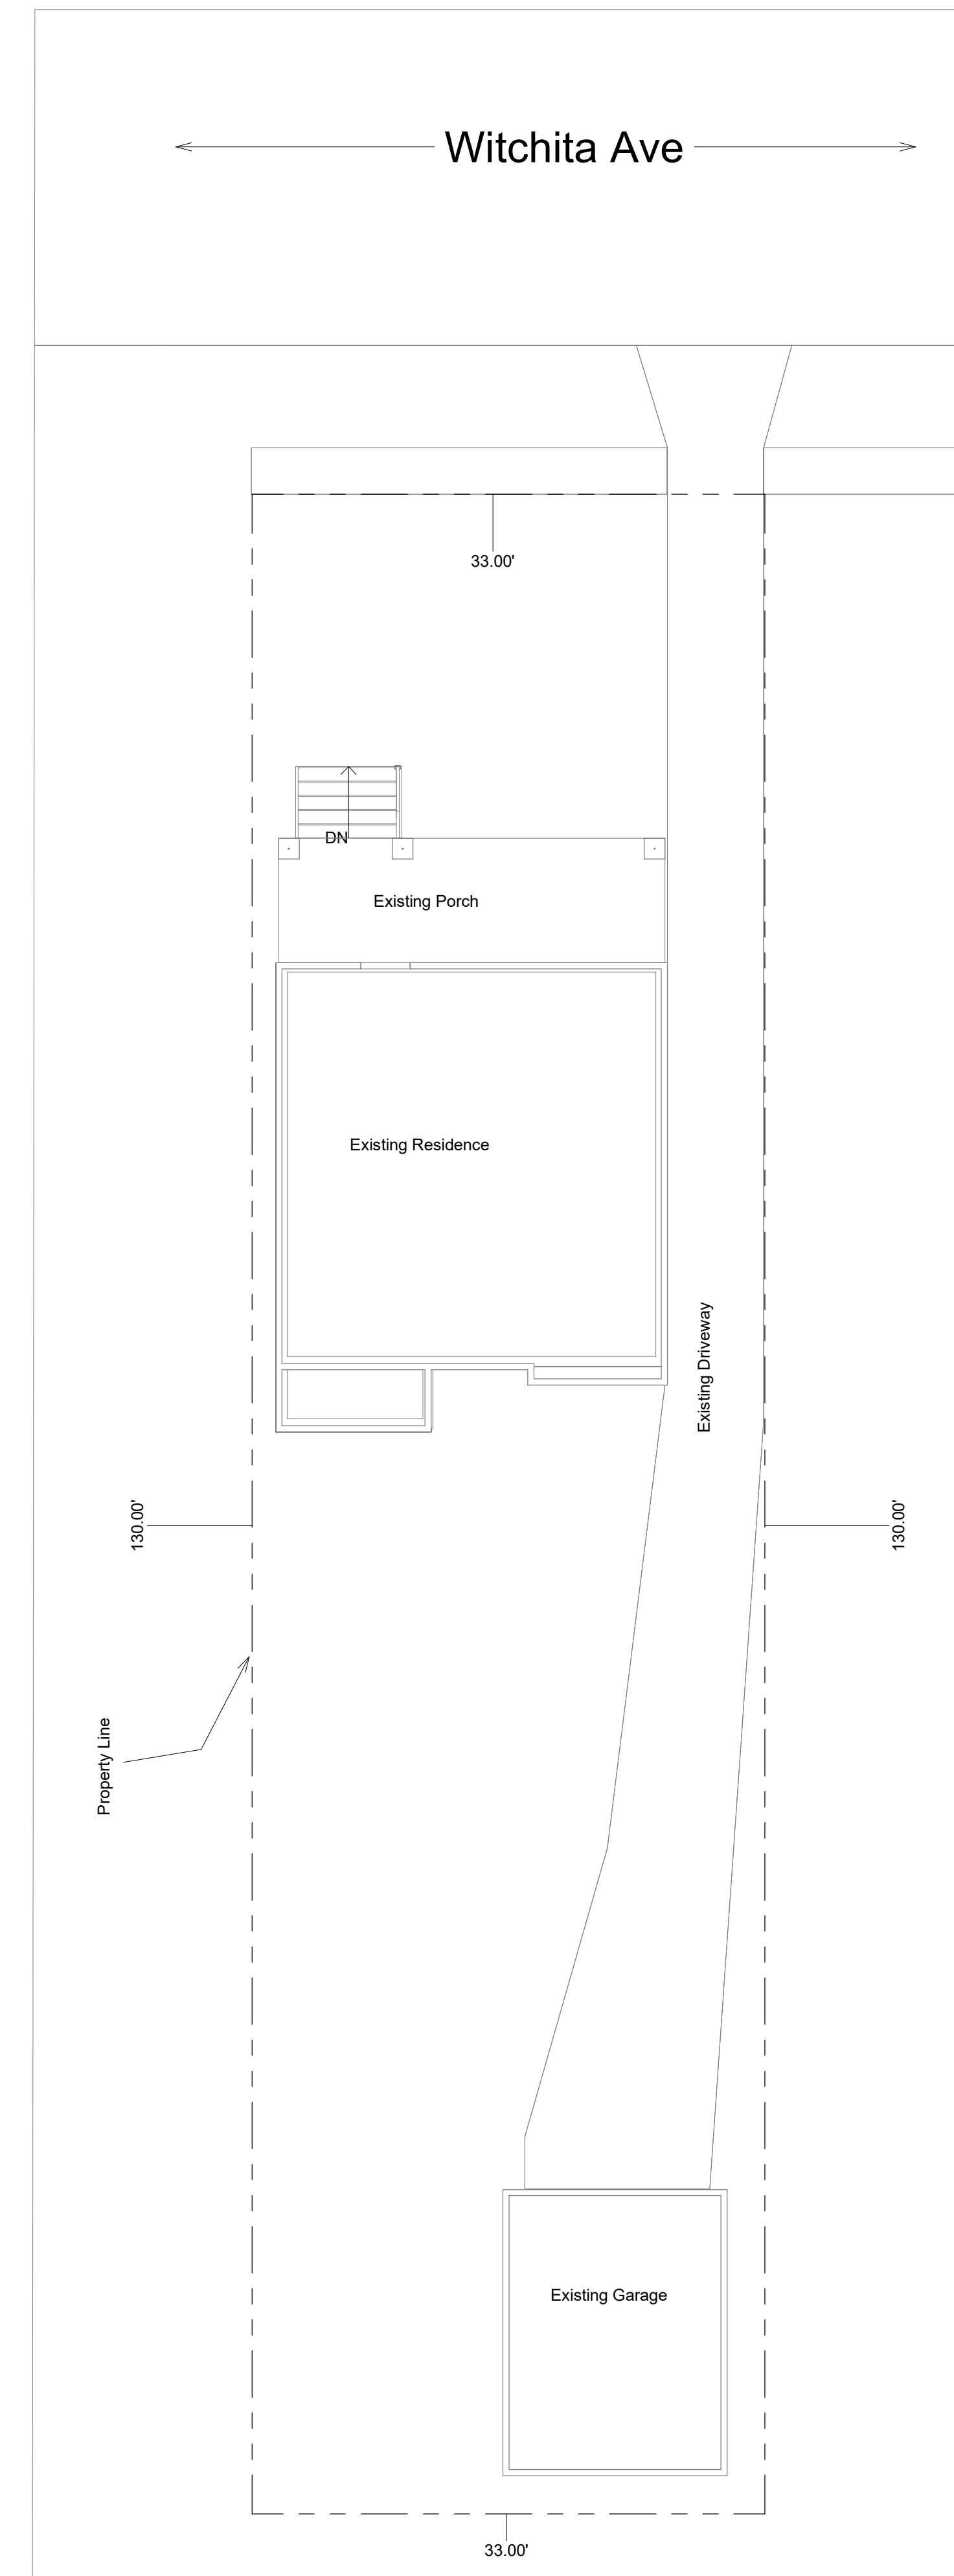 Witchita Ave
33.00'
DN
Existing Porch
Existing Residence
Existing Driveway
130.00'
130.00'
Property Line
Existing Garage
33.00'